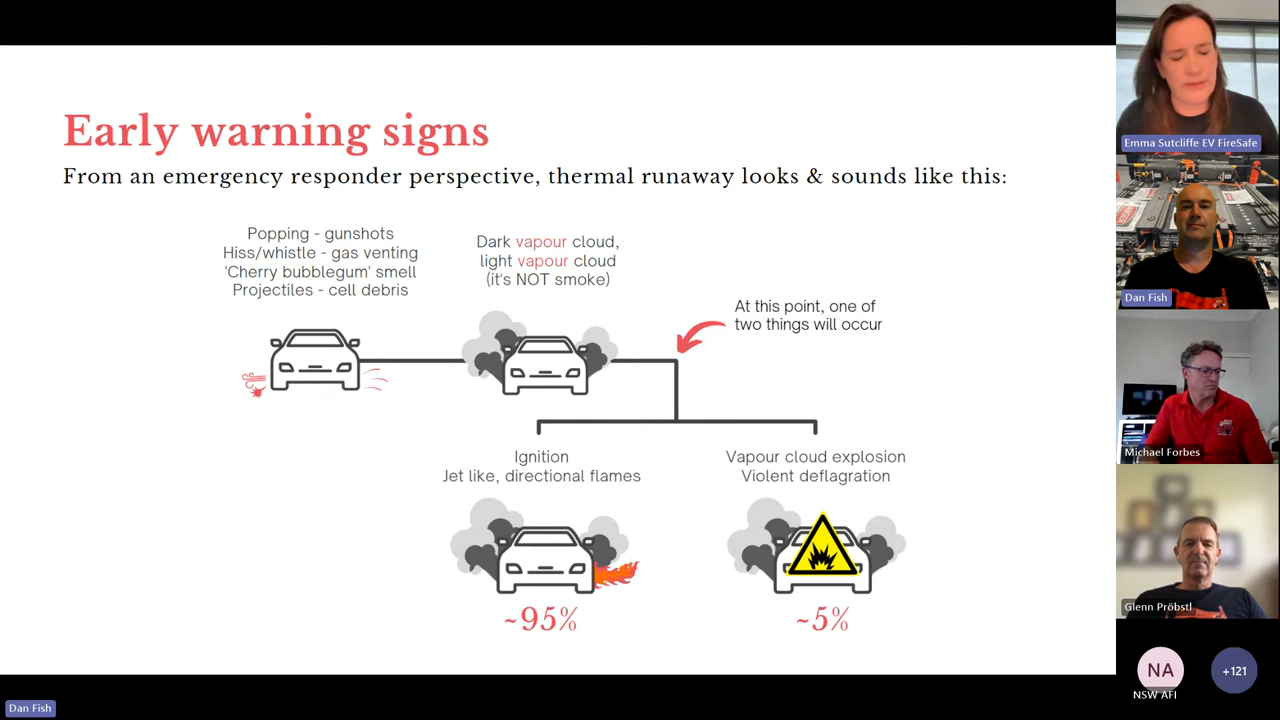 Early warning signs
From an emergency responder perspective, thermal runaway looks & sounds like this:
Popping - gunshots
Hiss/whistle - gas venting
'Cherry bubblegum' smell
Projectiles - cell debris
Dark vapour cloud,
light vapour cloud
(it's NOT smoke)
At this point, one of
two things will occur
Ignition
Jet like, directional flames
~95%
Vapour cloud explosion
Violent deflagration
~5%
Emma Sutcliffe EV FireSafe
Dan Fish
Michael Forbes
Glenn Pröbstl
NA
NSW AFI
+121
Dan Fish